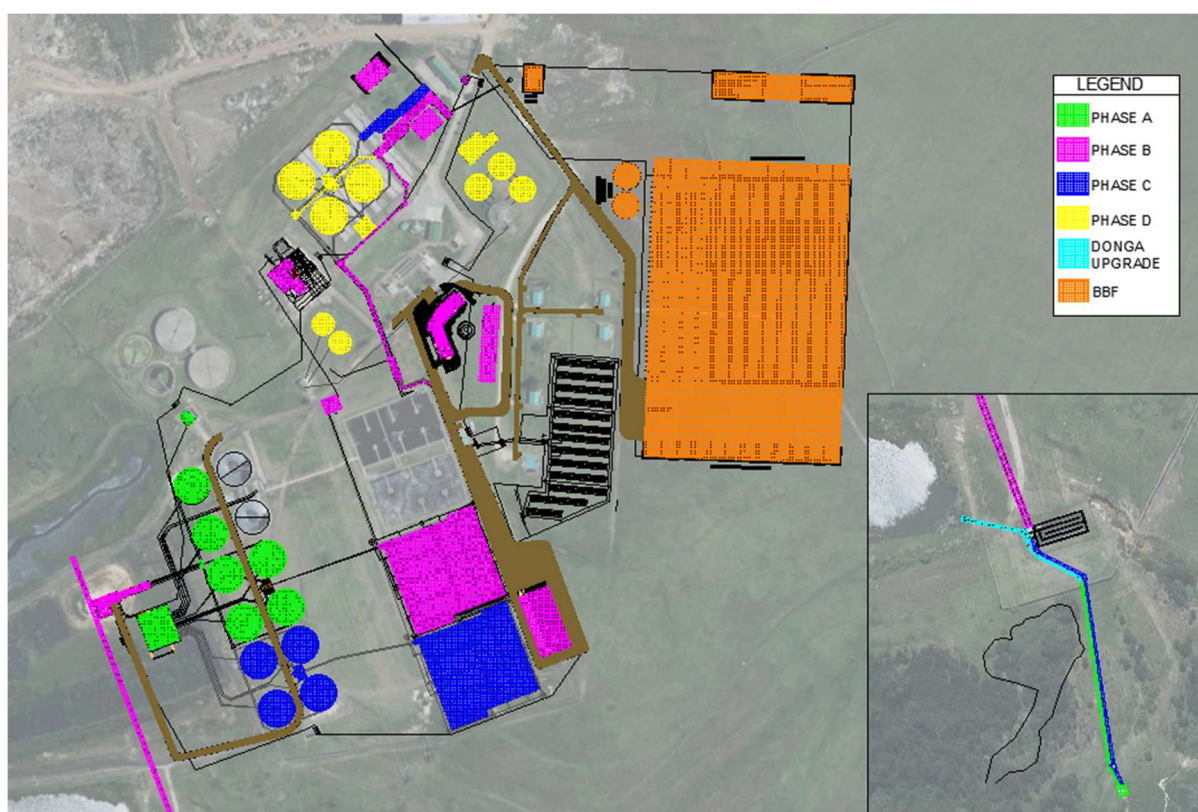 LEGEND
PHASE A
PHASE B
PHASE C
PHASE D
DONGA
UPGRADE
BBF